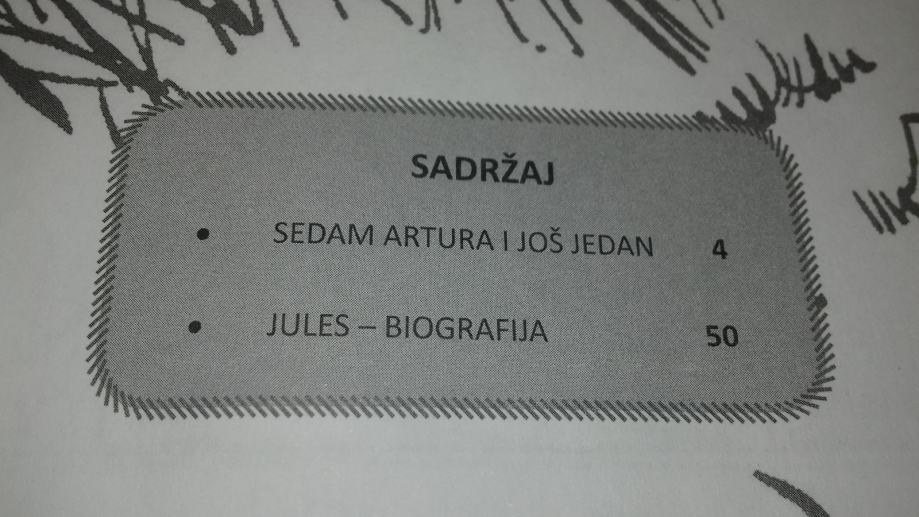 SADRŽAJ
• SEDAM ARTURA I JOŠ JEDAN 4
• JULES – BIOGRAFIJA 50